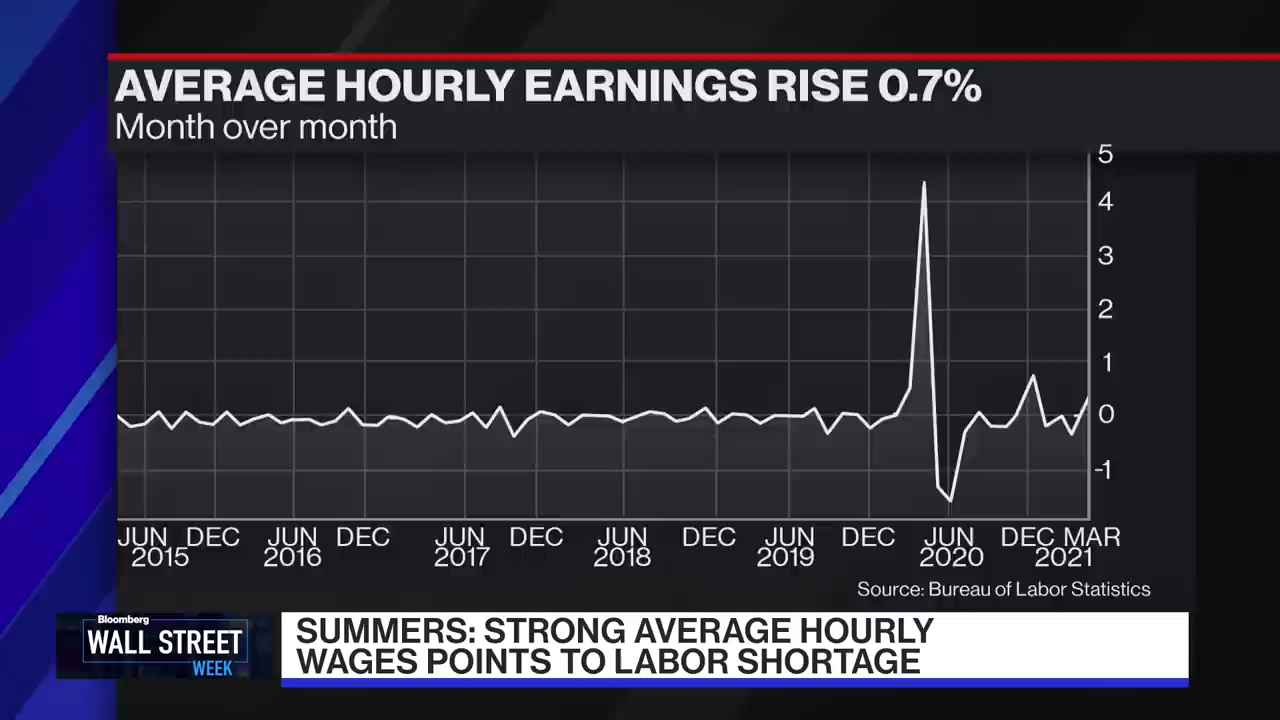 AVERAGE HOURLY EARNINGS RISE 0.7%
Month over month
5
4
3
2
1
0
-1
JUN DEC JUN DEC JUN DEC JUN DEC JUN DEC JUN DEC MAR
2015 2016 2017 2018 2019 2020 2021
Source: Bureau of Labor Statistics
Bloomberg
WALL STREET
WEEK
SUMMERS: STRONG AVERAGE HOURLY
WAGES POINTS TO LABOR SHORTAGE